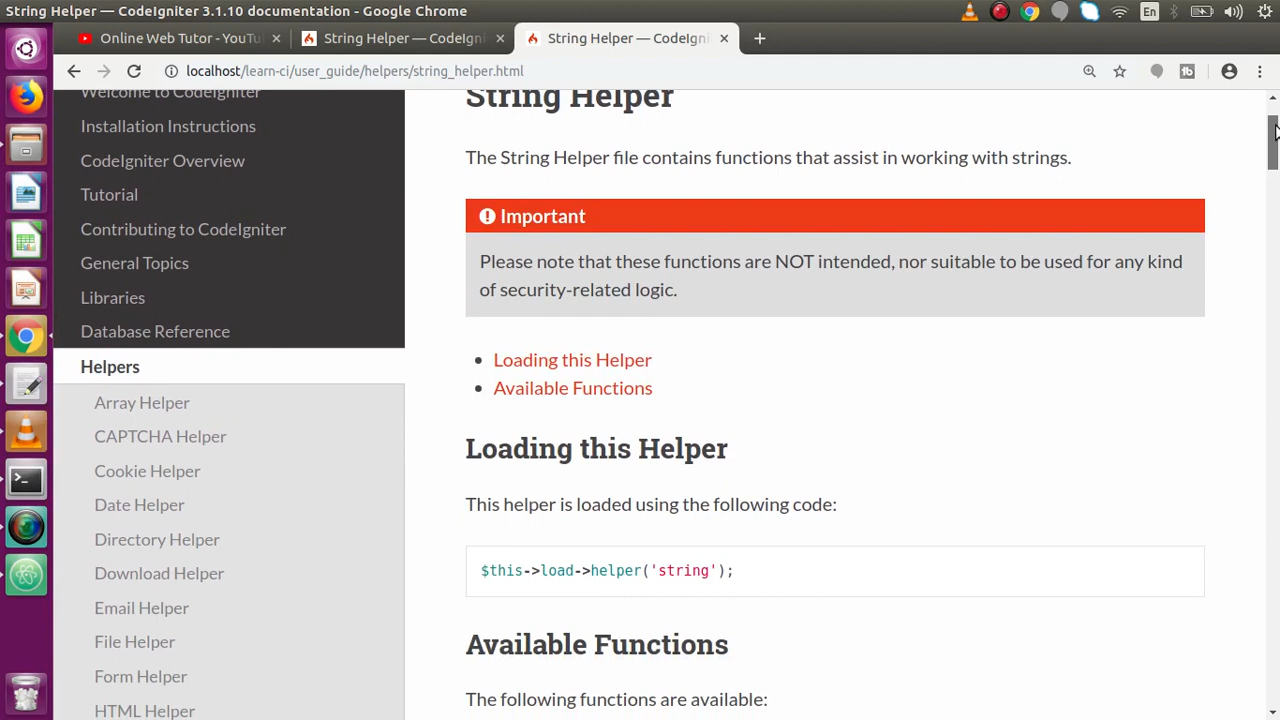 String Helper — CodeIgniter 3.1.10 documentation - Google Chrome
En
Online Web Tutor - YouTu
String Helper — CodeIgni
String Helper — CodeIgni
localhost/learn-ci/user_guide/helpers/string_helper.html
Welcome to CodeIgniter
Installation Instructions
CodeIgniter Overview
Tutorial
Contributing to CodeIgniter
General Topics
Libraries
Database Reference
Helpers
Array Helper
CAPTCHA Helper
Cookie Helper
Date Helper
Directory Helper
Download Helper
Email Helper
File Helper
Form Helper
HTML Helper
String Helper
The String Helper file contains functions that assist in working with strings.
Important
Please note that these functions are NOT intended, nor suitable to be used for any kind
of security-related logic.
Loading this Helper
Available Functions
Loading this Helper
This helper is loaded using the following code:
$this->load->helper('string');
Available Functions
The following functions are available: